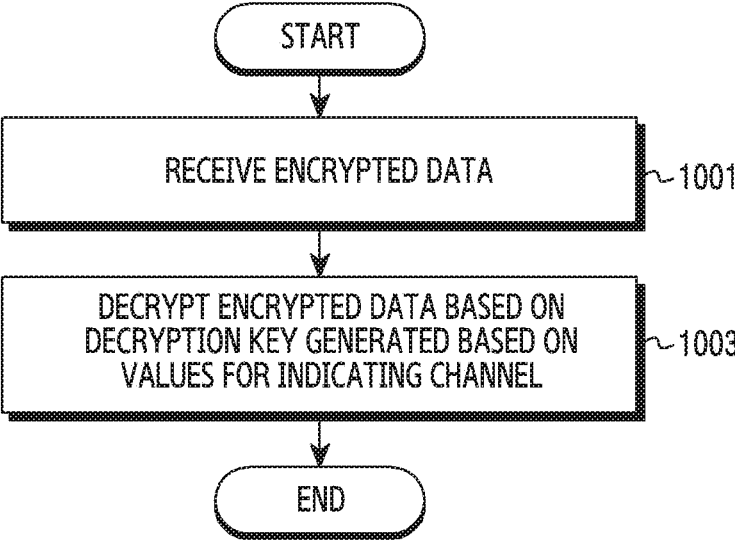 START
RECEIVE ENCRYPTED DATA
1001
DECRYPT ENCRYPTED DATA BASED ON
DECRYPTION KEY GENERATED BASED ON
VALUES FOR INDICATING CHANNEL
1003
END